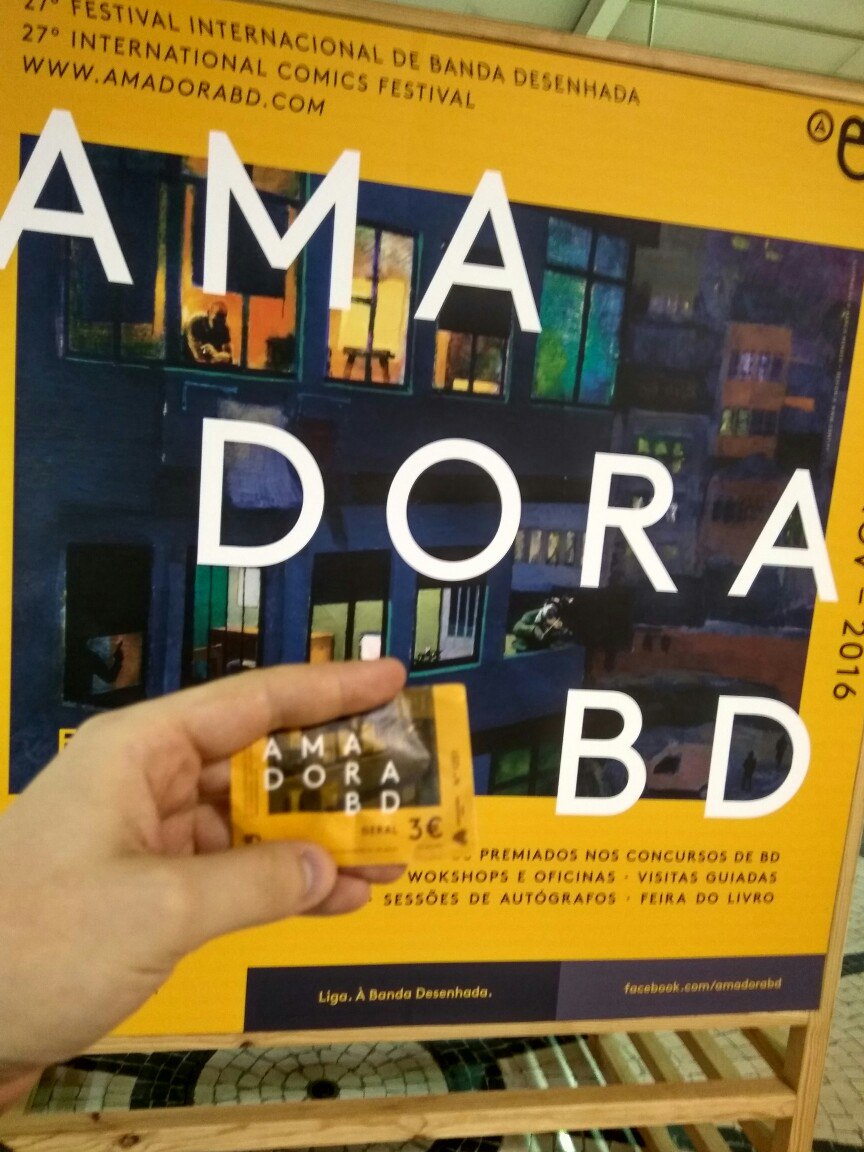 27º FESTIVAL INTERNACIONAL DE BANDA DESENHADA
27º INTERNATIONAL COMICS FESTIVAL
WWW.AMADORABD.COM
AMA
DORA
BD
2016
AMA
DORA
BD
GERAL 3€
PREMIADOS NOS CONCURSOS DE BD
WOKSHOPS E OFICINAS · VISITAS GUIADAS
· SESSÕES DE AUTÓGRAFOS · FEIRA DO LIVRO
Liga. À Banda Desenhada.
facebook.com/amadorabd